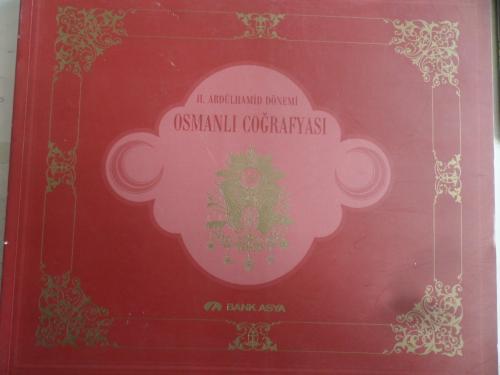 II. ABDÜLHAMİD DÖNEMİ
OSMANLI COĞRAFYASI
BANK ASYA